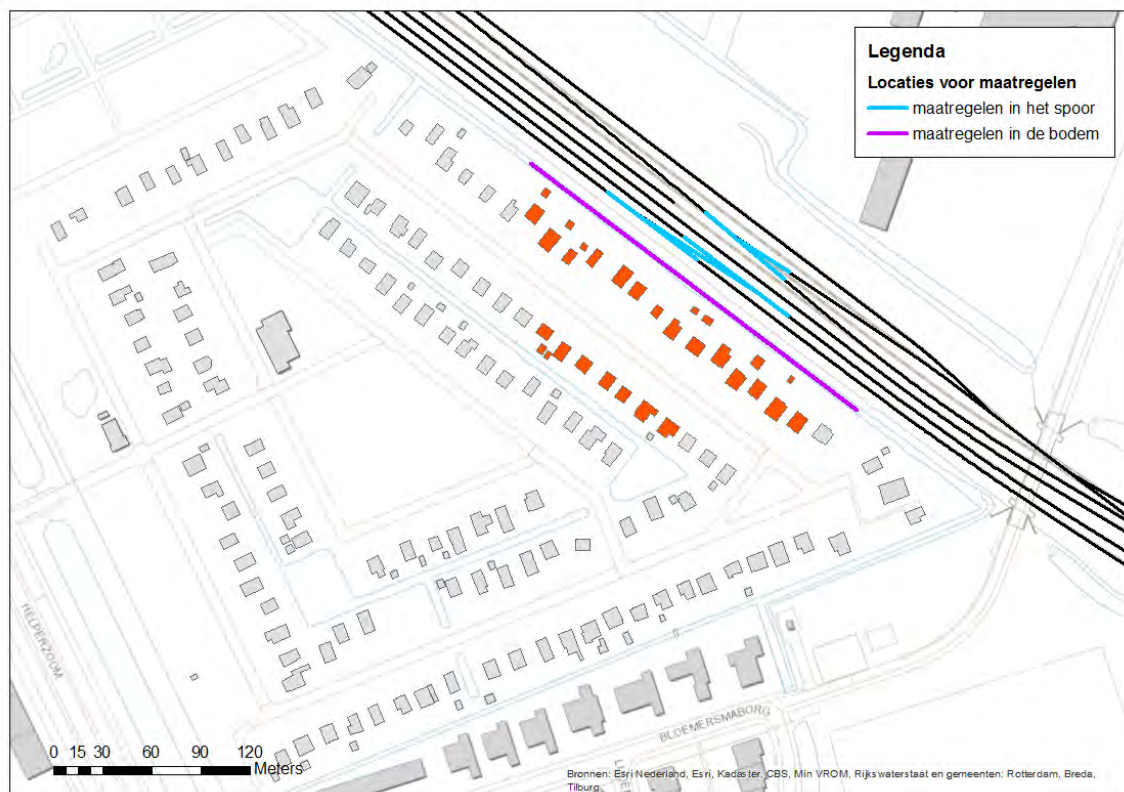 Legenda
Locaties voor maatregelen
maatregelen in het spoor
maatregelen in de bodem
HELPERZOOM
BLOEMERSMABORG
0 15 30 60 90 120
Meters
Bronnen: Esri Nederland, Esri, Kadaster, CBS, Min VROM, Rijkswaterstaat en gemeenten: Rotterdam, Breda,
Tilburg